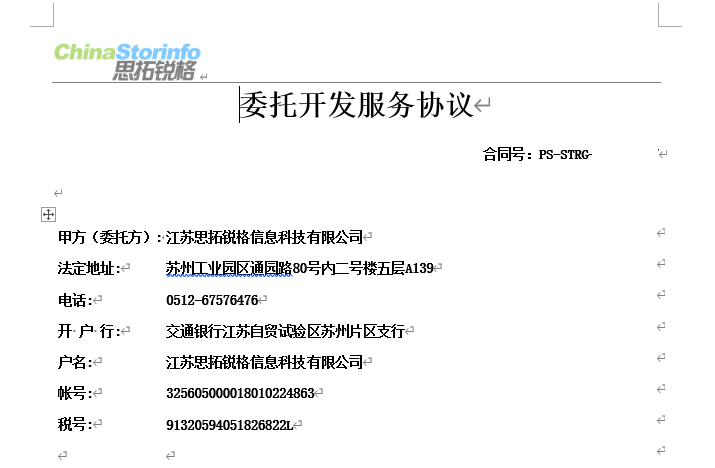 ChinaStorinfo
思拓锐格
委托开发服务协议
合同号：PS-STRG-
甲方（委托方）：江苏思拓锐格信息科技有限公司
法定地址： 苏州工业园区通园路80号内二号楼五层A139
电话： 0512-67576476
开 户 行： 交通银行江苏自贸试验区苏州片区支行
户名： 江苏思拓锐格信息科技有限公司
帐号： 325605000018010224863
税号： 91320594051826822L